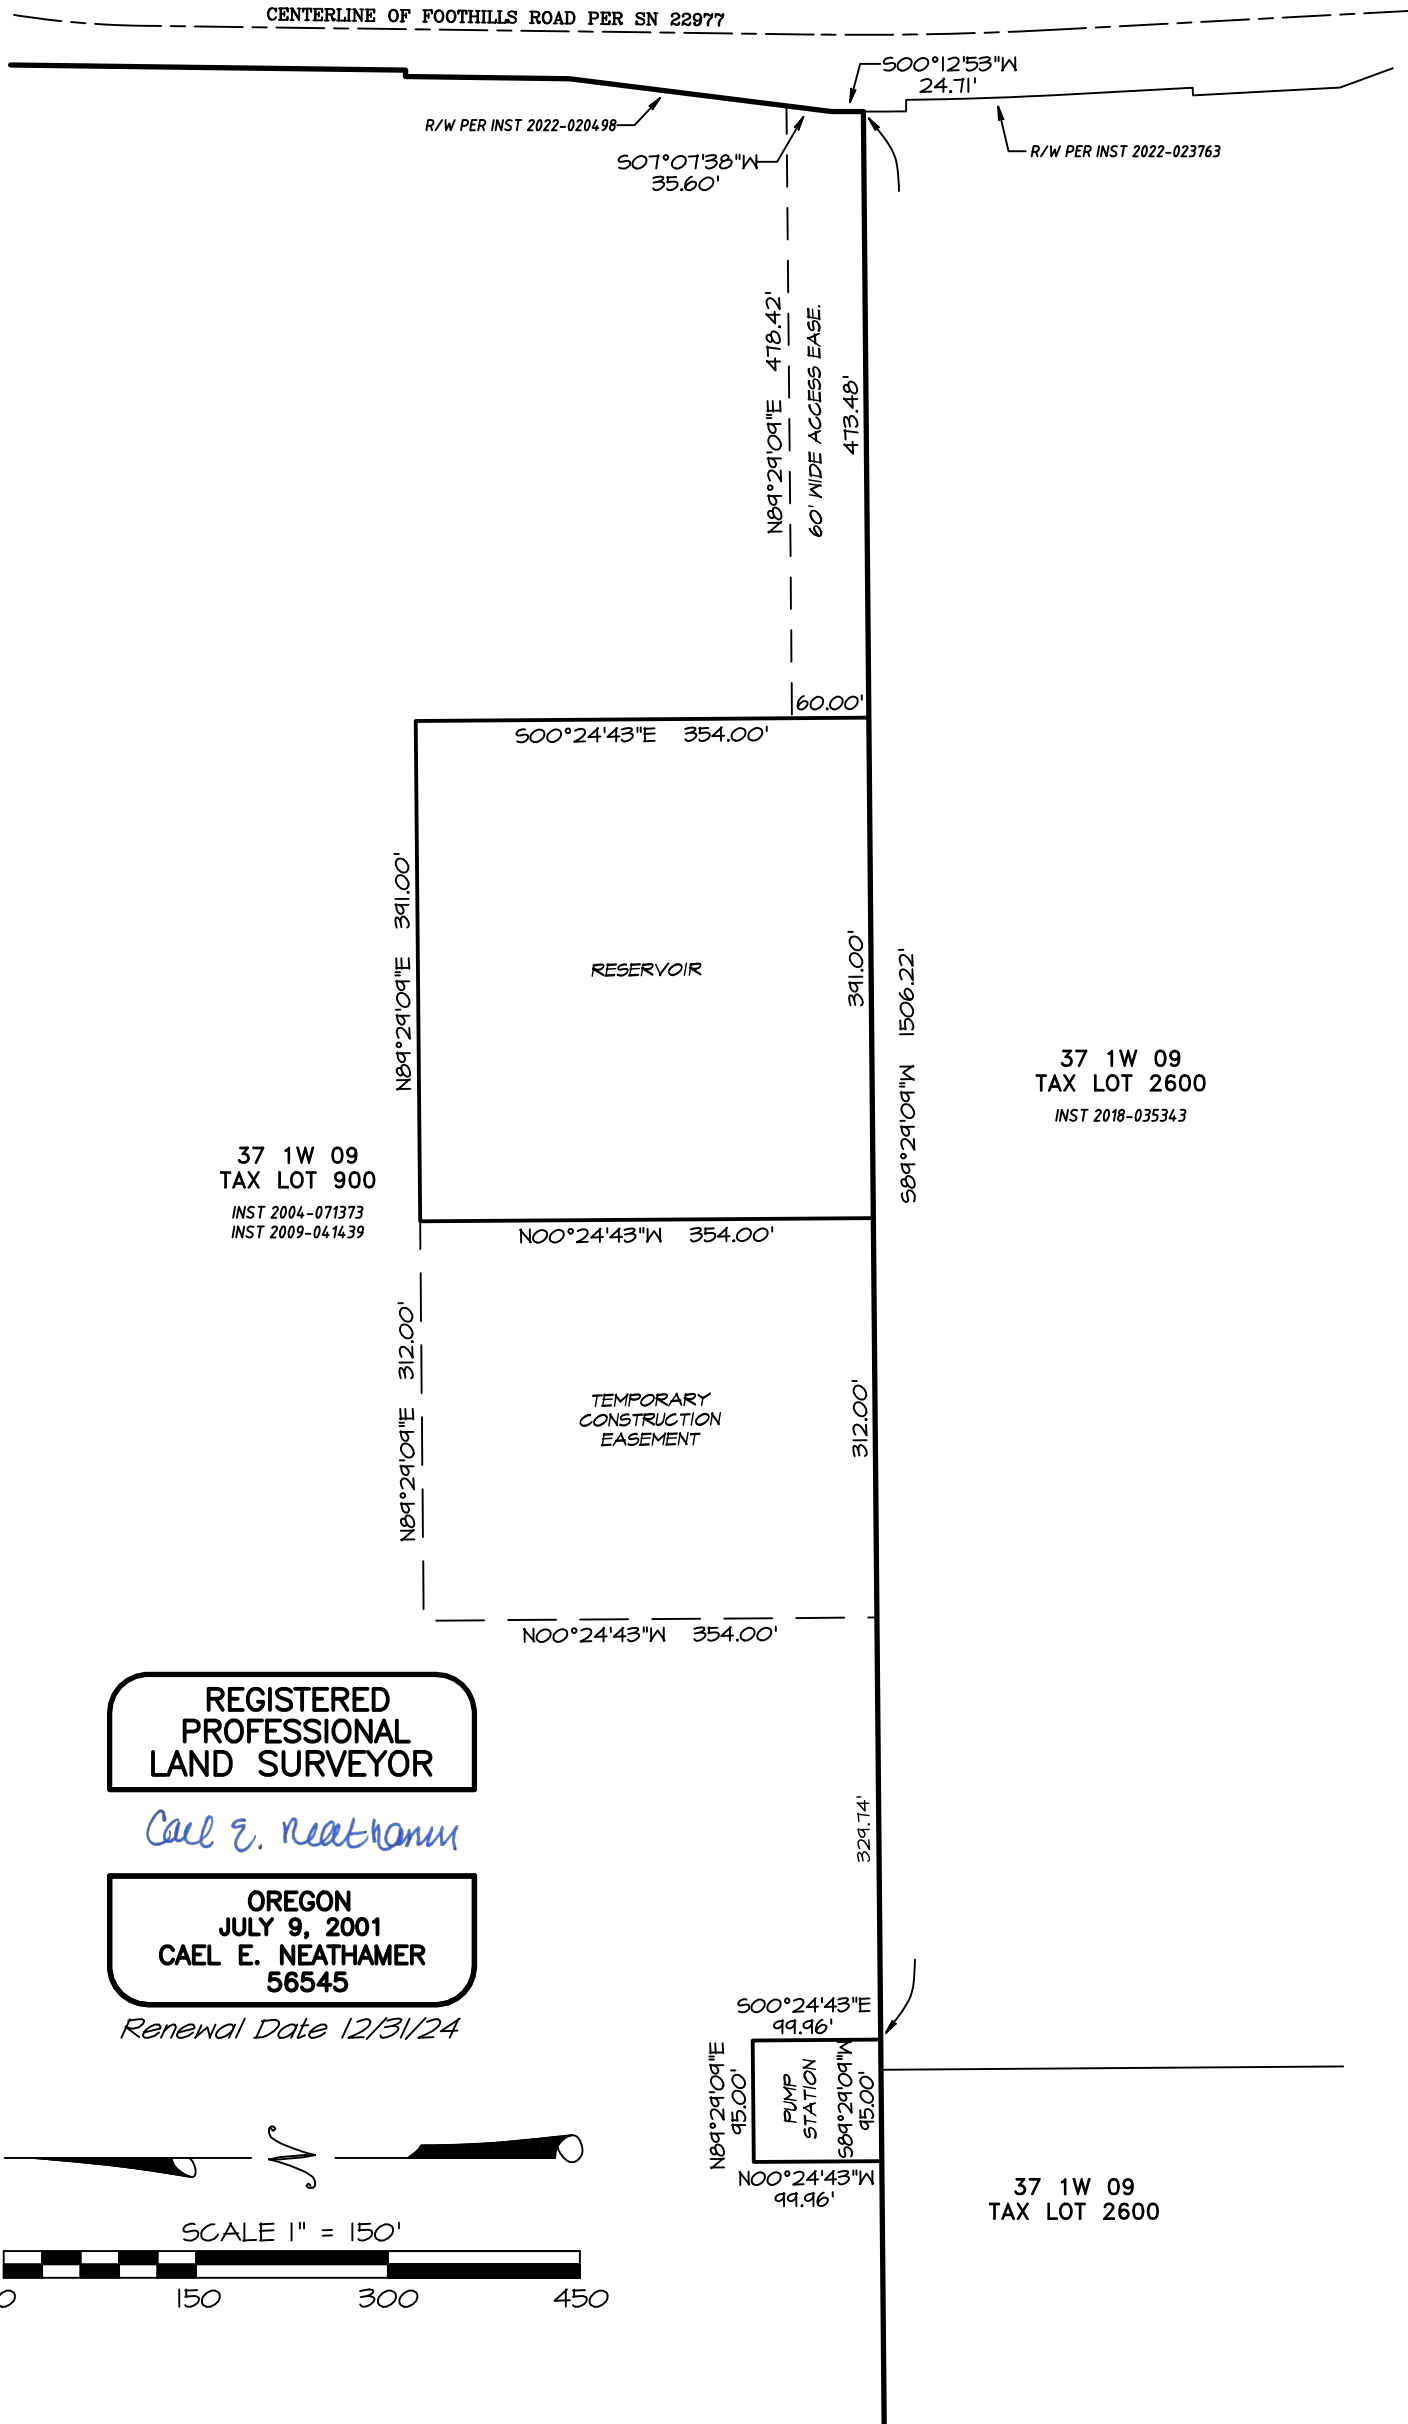 CENTERLINE OF FOOTHILLS ROAD PER SN 22977
S00°12'53"W
24.71'
R/W PER INST 2022-020498
R/W PER INST 2022-023763
S07°07'38"W
35.60'
N89°29'09"E 478.42'
60' WIDE ACCESS EASE.
473.48'
60.00'
S00°24'43"E 354.00'
N89°29'09"E 391.00'
RESERVOIR
391.00'
S89°29'09"W 1506.22'
37 1W 09
TAX LOT 2600
INST 2018-035343
37 1W 09
TAX LOT 900
INST 2004-071373
INST 2009-041439
N00°24'43"W 354.00'
N89°29'09"E 312.00'
TEMPORARY
CONSTRUCTION
EASEMENT
312.00'
N00°24'43"W 354.00'
REGISTERED
PROFESSIONAL
LAND SURVEYOR
Cael E. Neathamer
OREGON
JULY 9, 2001
CAEL E. NEATHAMER
56545
Renewal Date 12/31/24
329.74'
S00°24'43"E
99.96'
N89°29'09"E
95.00'
PUMP
STATION
S89°29'09"W
95.00'
N00°24'43"W
99.96'
37 1W 09
TAX LOT 2600
SCALE 1" = 150'
0 150 300 450